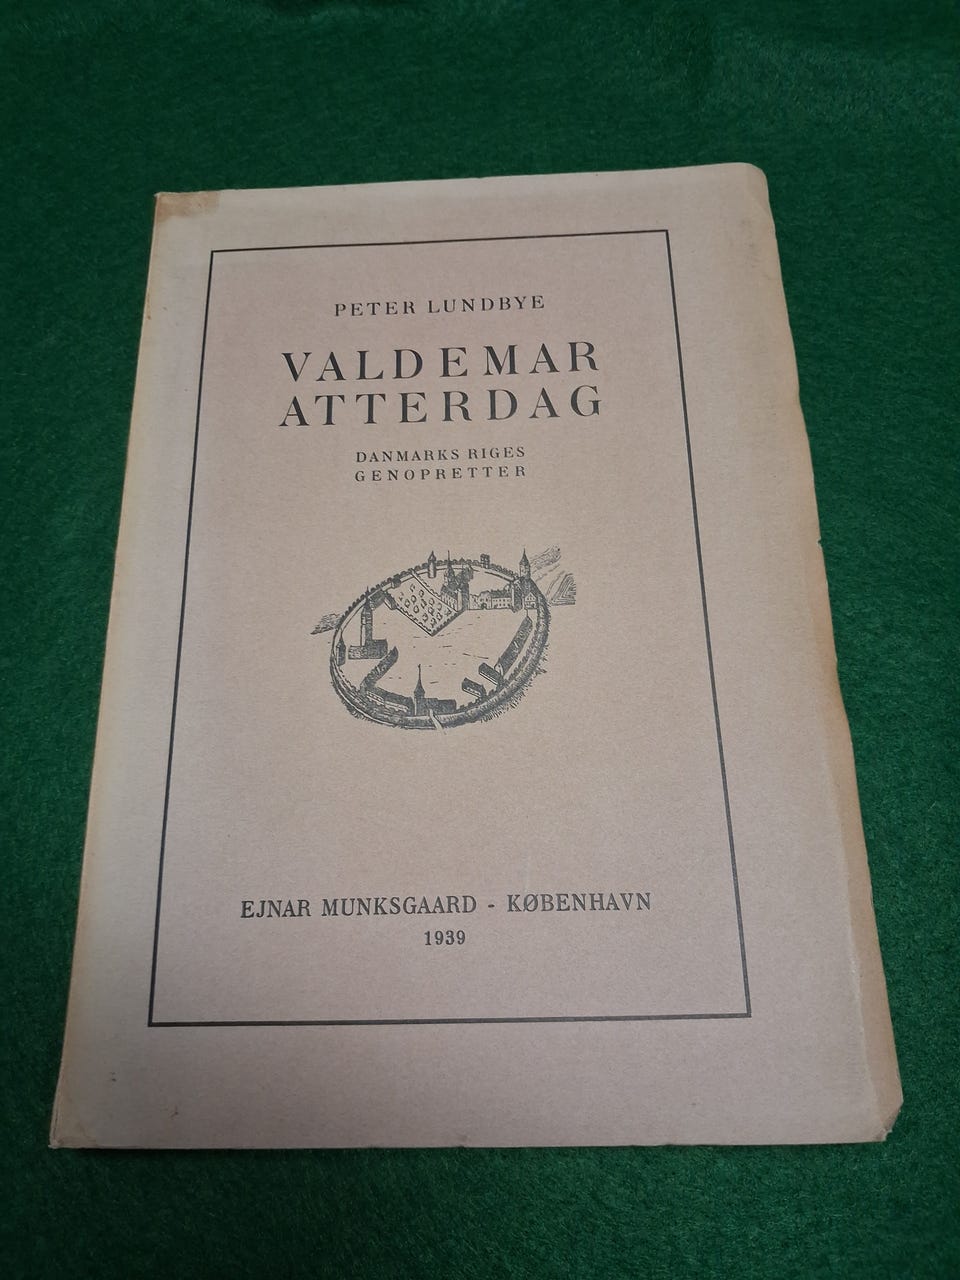 PETER LUNDBYE
VALDEMAR
ATTERDAG
DANMARKS RIGES
GENOPRETTER
EJNAR MUNKSGAARD - KØBENHAVN
1939